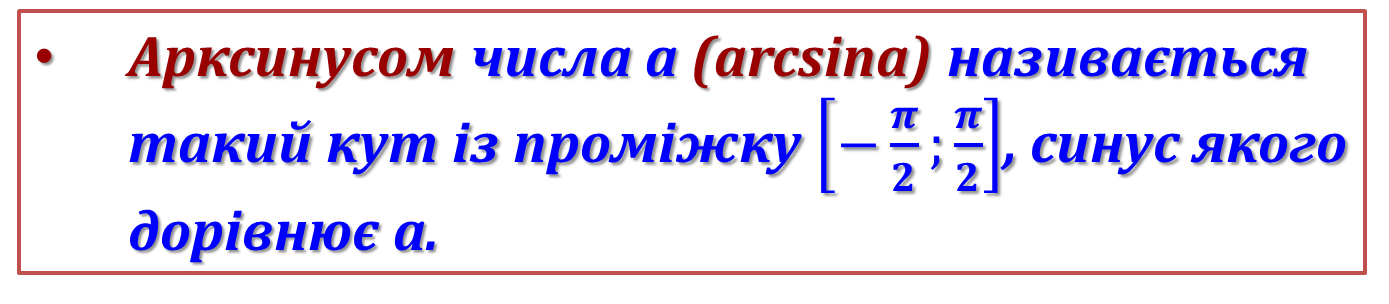 • Арксинусом числа а (arcsina) називається
такий кут із проміжку [−π/2; π/2], синус якого
дорівнює а.